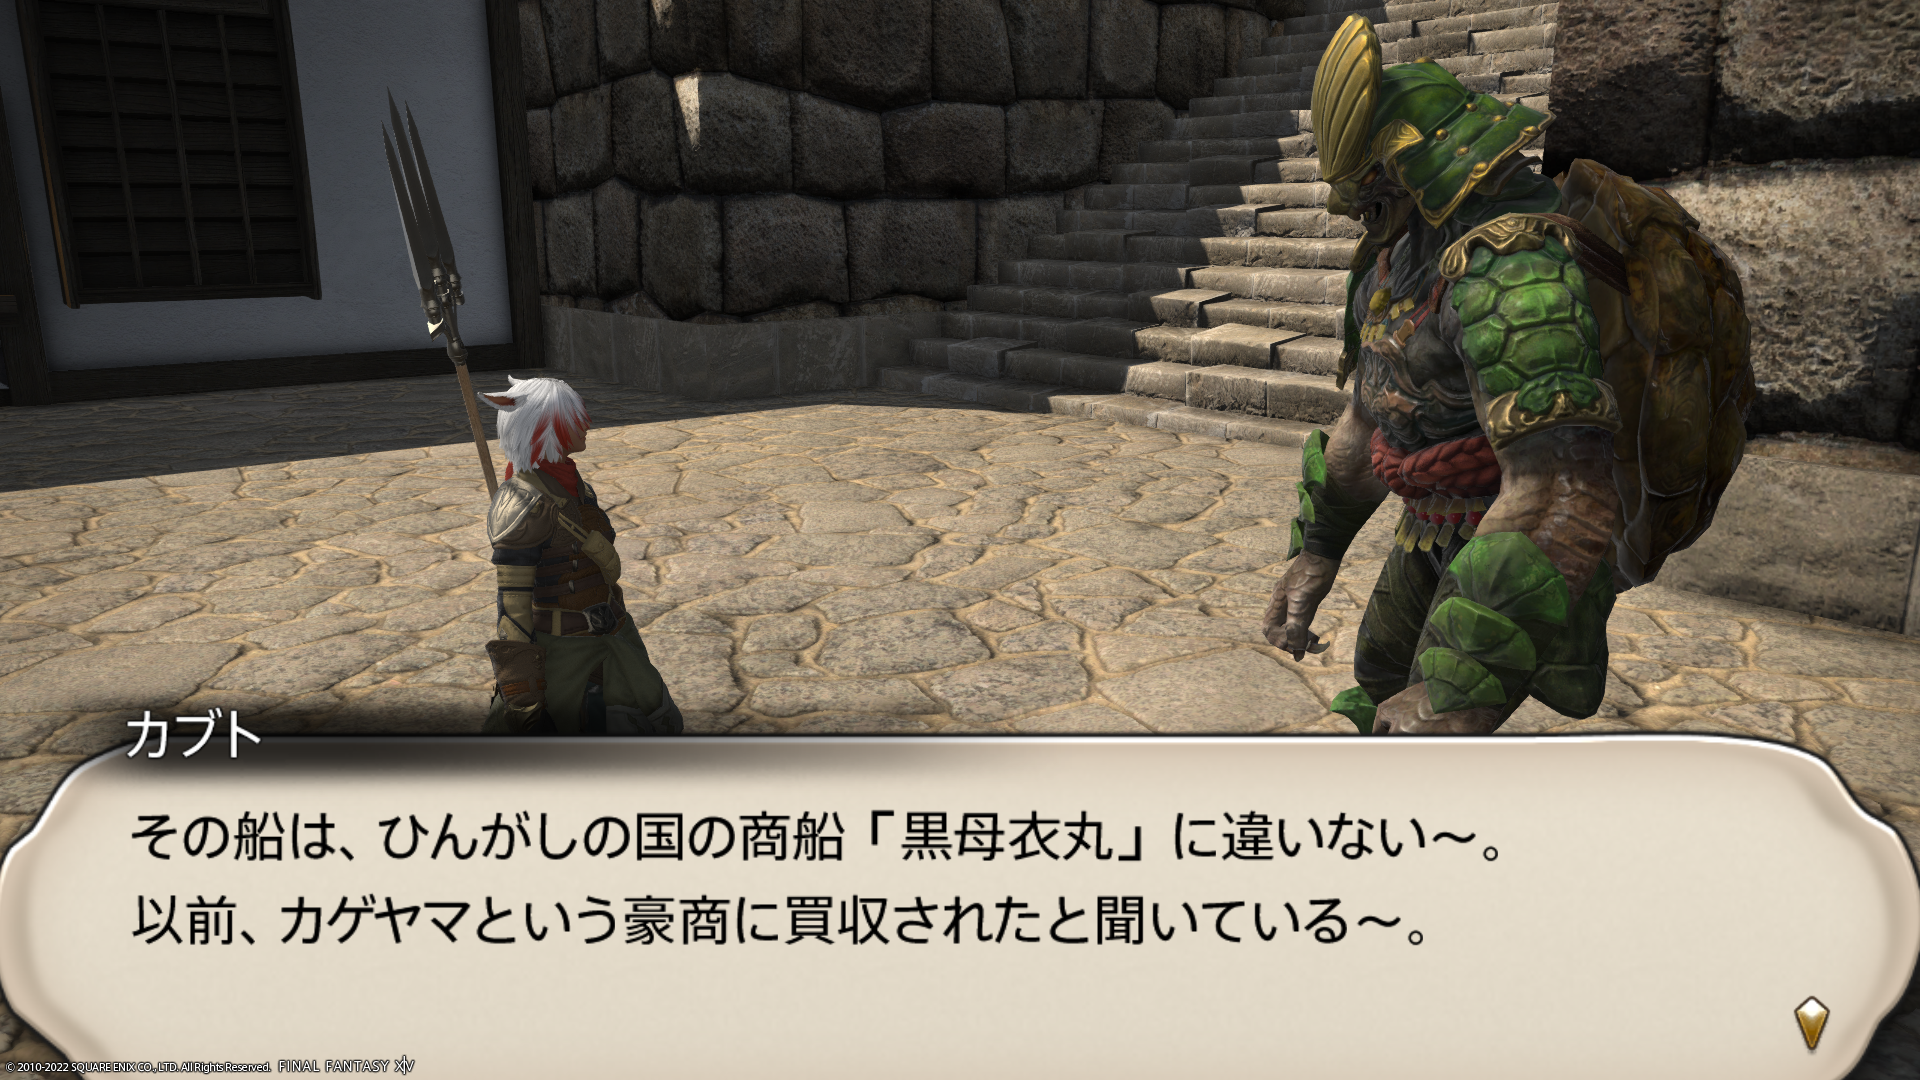 カブト
その船は、ひんがしの国の商船「黒母衣丸」に違いない～。
以前、カゲヤマという豪商に買収されたと聞いている～。
© 2010-2022 SQUARE ENIX CO., LTD. All Rights Reserved. FINAL FANTASY XIV